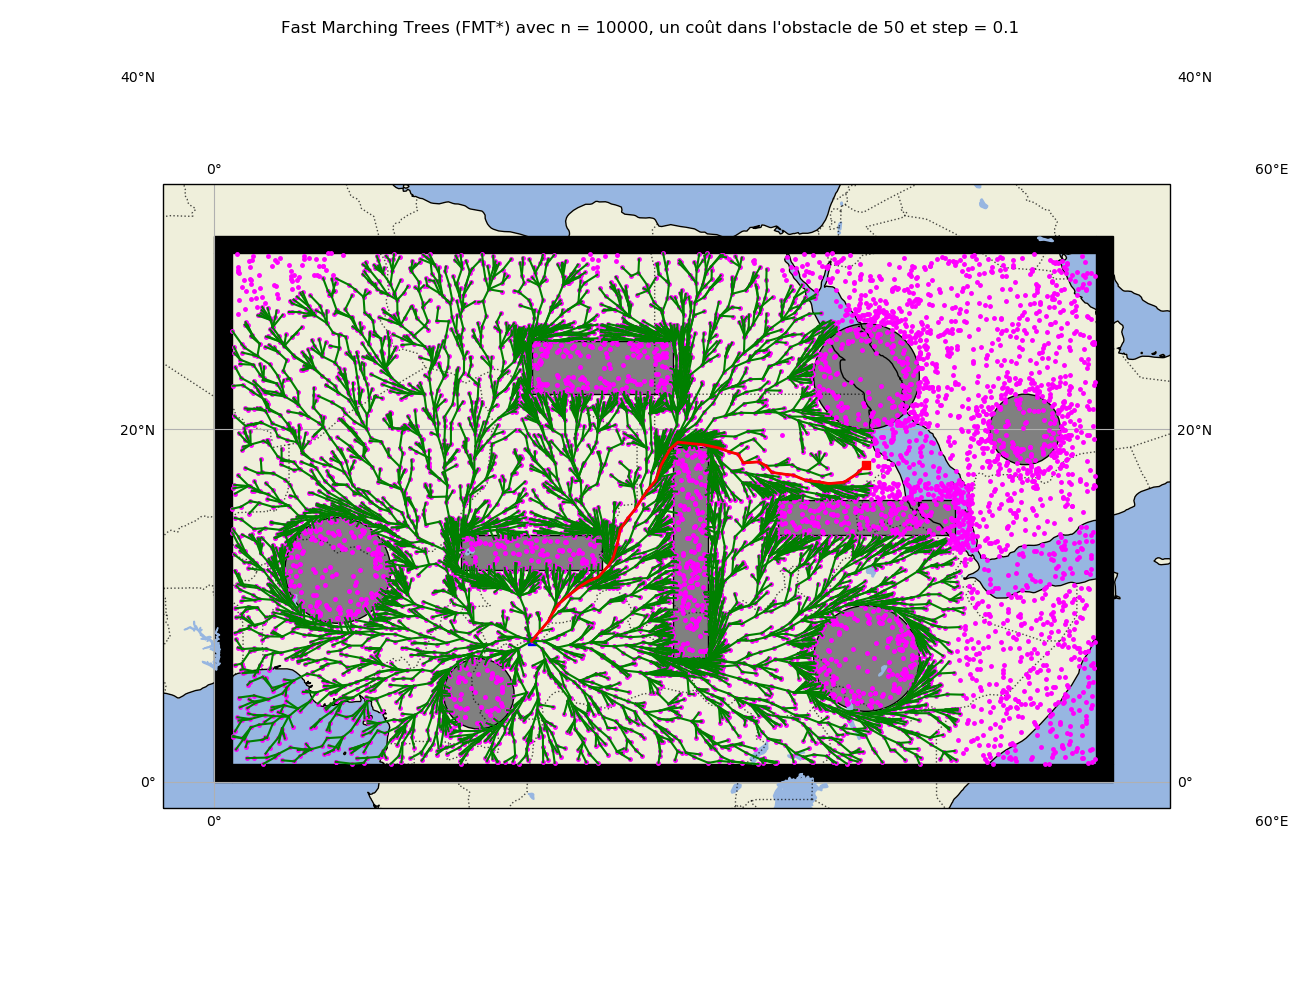 Fast Marching Trees (FMT*) avec n = 10000, un coût dans l'obstacle de 50 et step = 0.1
40°N 40°N
0° 60°E
20°N 20°N
0° 0°
0° 60°E